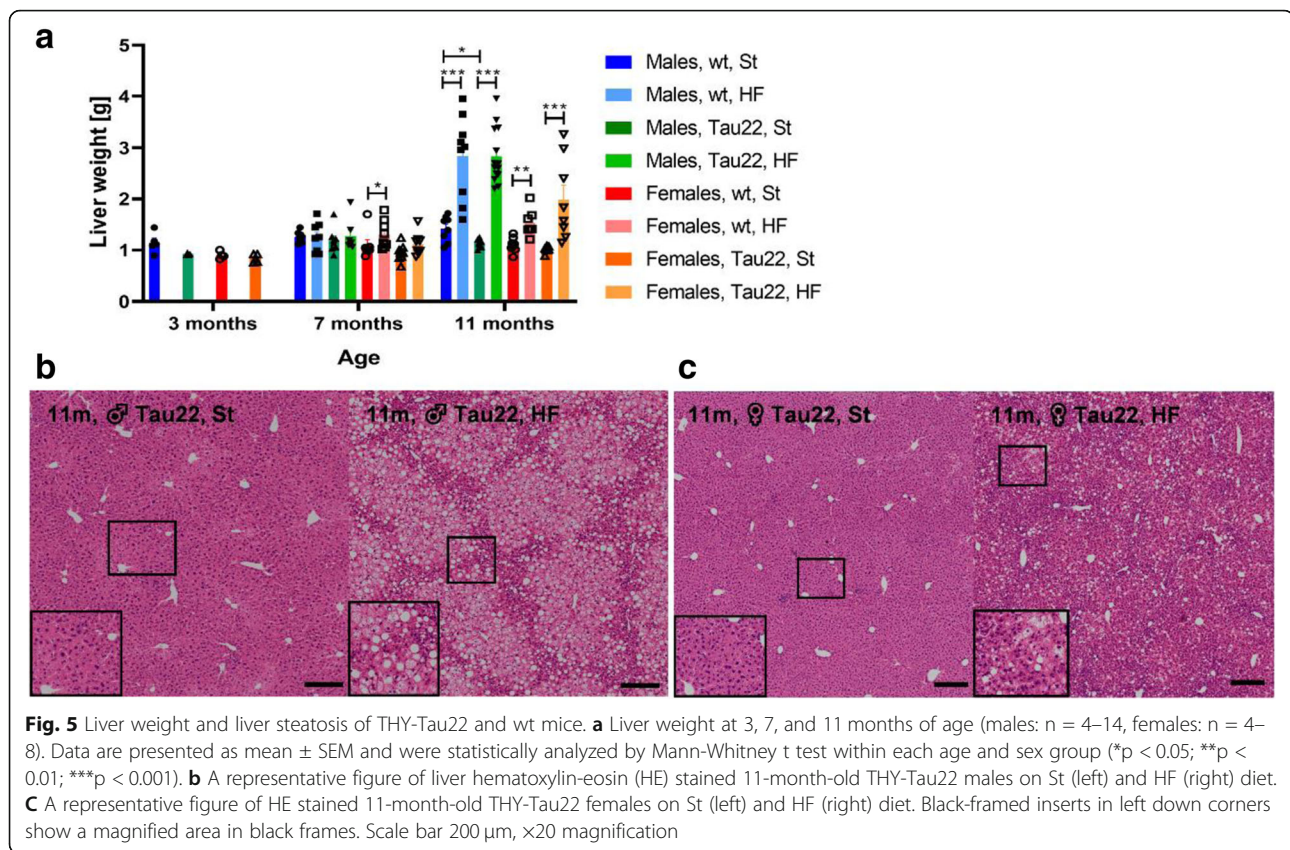 a
5
4
3
2
1
0
Liver weight [g]
*
***
***
*
**
***
3 months
7 months
11 months
Age
Males, wt, St
Males, wt, HF
Males, Tau22, St
Males, Tau22, HF
Females, wt, St
Females, wt, HF
Females, Tau22, St
Females, Tau22, HF
b
11m, ♂ Tau22, St
11m, ♂ Tau22, HF
c
11m, ♀ Tau22, St
11m, ♀ Tau22, HF
Fig. 5 Liver weight and liver steatosis of THY-Tau22 and wt mice. a Liver weight at 3, 7, and 11 months of age (males: n = 4–14, females: n = 4–
8). Data are presented as mean ± SEM and were statistically analyzed by Mann-Whitney t test within each age and sex group (*p < 0.05; **p <
0.01; ***p < 0.001). b A representative figure of liver hematoxylin-eosin (HE) stained 11-month-old THY-Tau22 males on St (left) and HF (right) diet.
C A representative figure of HE stained 11-month-old THY-Tau22 females on St (left) and HF (right) diet. Black-framed inserts in left down corners
show a magnified area in black frames. Scale bar 200 μm, ×20 magnification